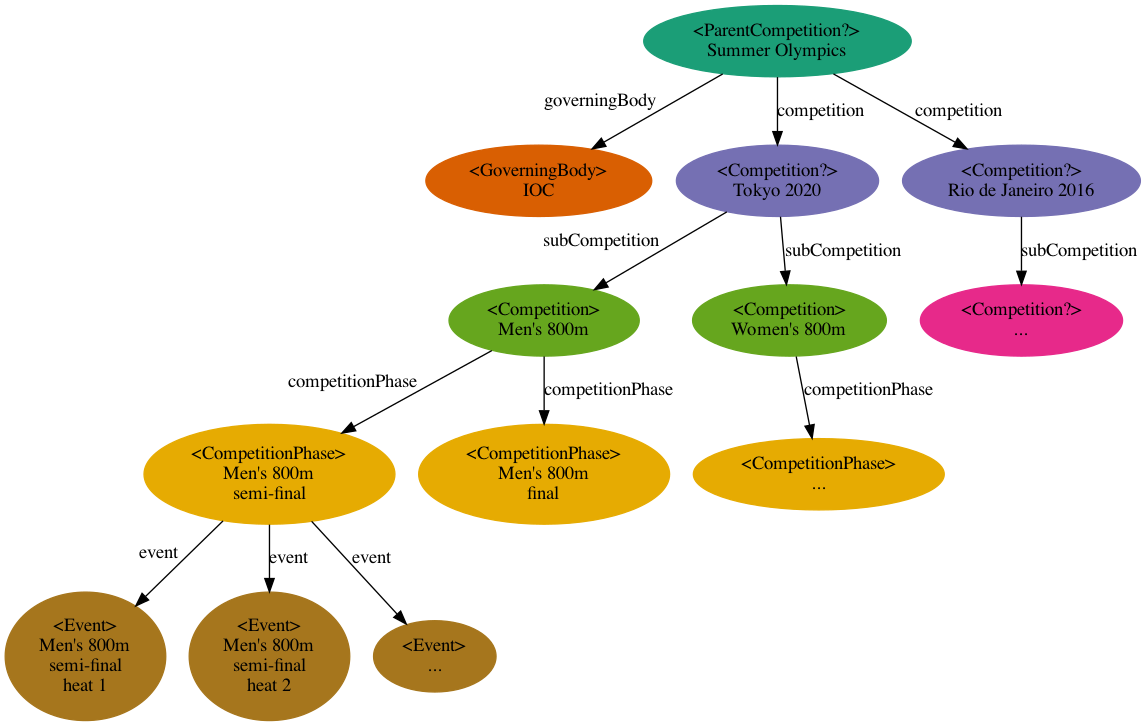 <ParentCompetition?>
Summer Olympics
governingBody
competition
competition
<GoverningBody>
IOC
<Competition?>
Tokyo 2020
<Competition?>
Rio de Janeiro 2016
subCompetition
subCompetition
subCompetition
<Competition>
Men's 800m
<Competition>
Women's 800m
<Competition?>
...
competitionPhase
competitionPhase
competitionPhase
<CompetitionPhase>
Men's 800m
semi-final
<CompetitionPhase>
Men's 800m
final
<CompetitionPhase>
...
event
event
event
<Event>
Men's 800m
semi-final
heat 1
<Event>
Men's 800m
semi-final
heat 2
<Event>
...